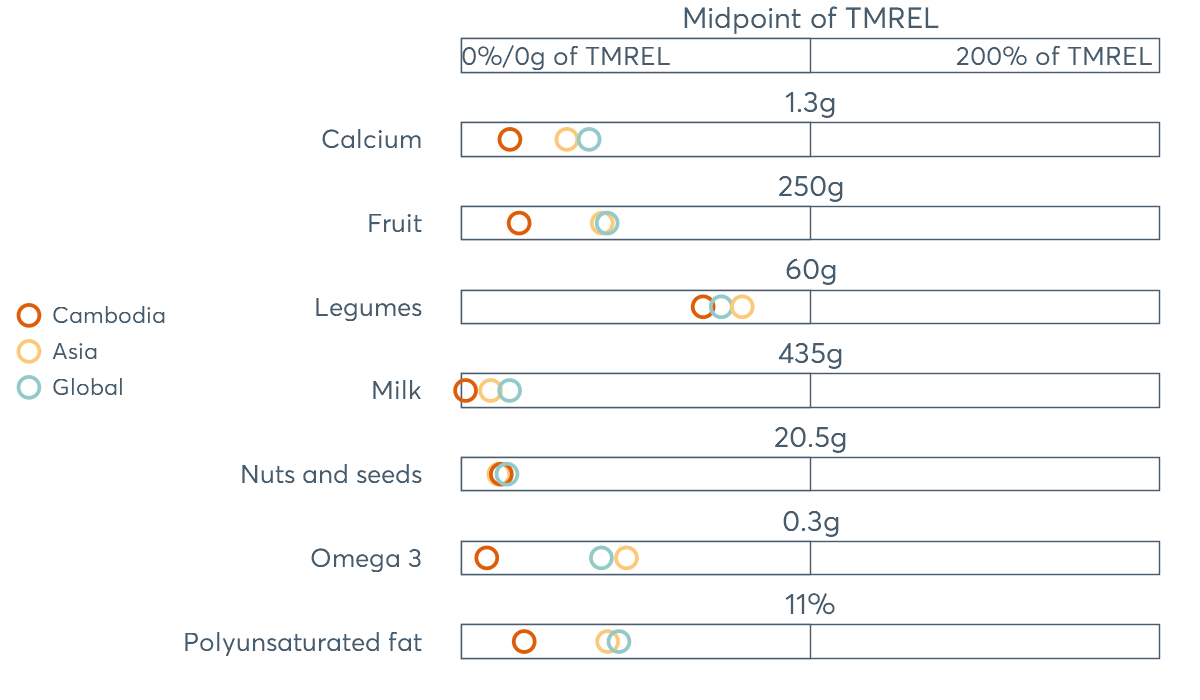 Midpoint of TMREL
0%/0g of TMREL
200% of TMREL
1.3g
Calcium
250g
Fruit
60g
Legumes
435g
Milk
20.5g
Nuts and seeds
0.3g
Omega 3
11%
Polyunsaturated fat
Cambodia
Asia
Global